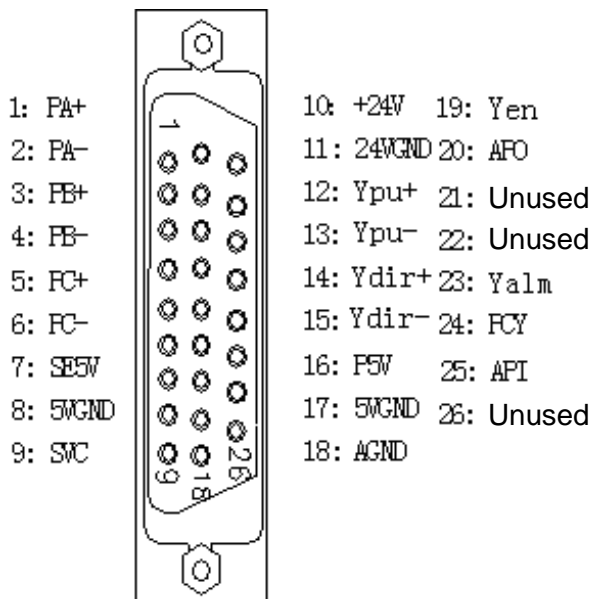 1: PA+
2: PA-
3: PB+
4: PB-
5: PC+
6: PC-
7: SE5V
8: 5VGND
9: SVC
1
9
18
26
10: +24V
11: 24VGND
12: Ypu+
13: Ypu-
14: Ydir+
15: Ydir-
16: P5V
17: 5VGND
18: AGND
19: Yen
20: APO
21: Unused
22: Unused
23: Yalm
24: PCY
25: API
26: Unused